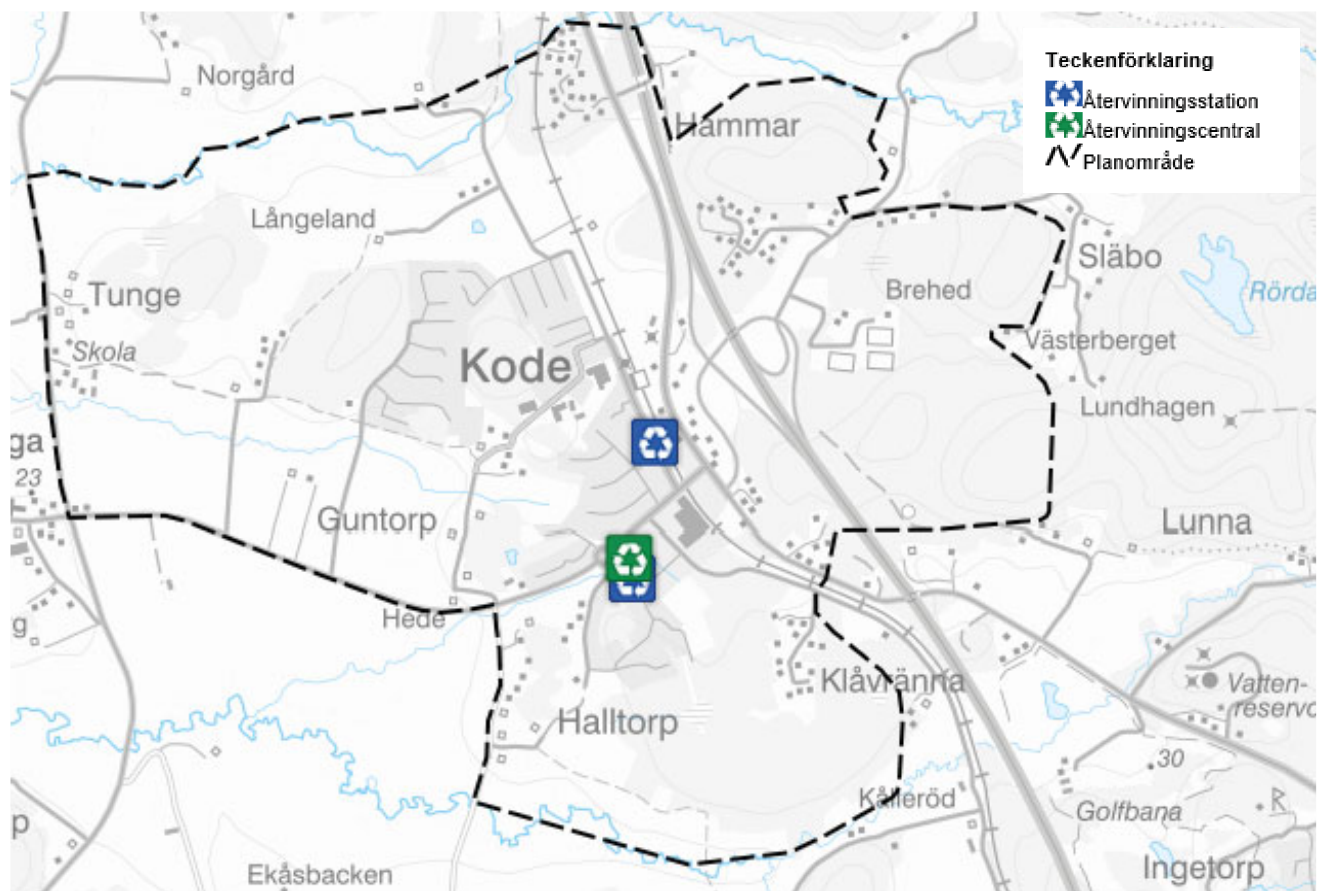 Teckenförklaring
Återvinningsstation
Återvinningscentral
Planområde
Norgård
Hammar
Långeland
Släbo
Tunge
Brehed
Rörda
Skola
Kode
Västerberget
Lundhagen
ga
23
Guntorp
Lunna
Hede
g
Klåvränna
Vatten-
reservo
Halltorp
30
Kålleröd
Golfbana
R
p
Ekåsbacken
Ingetorp